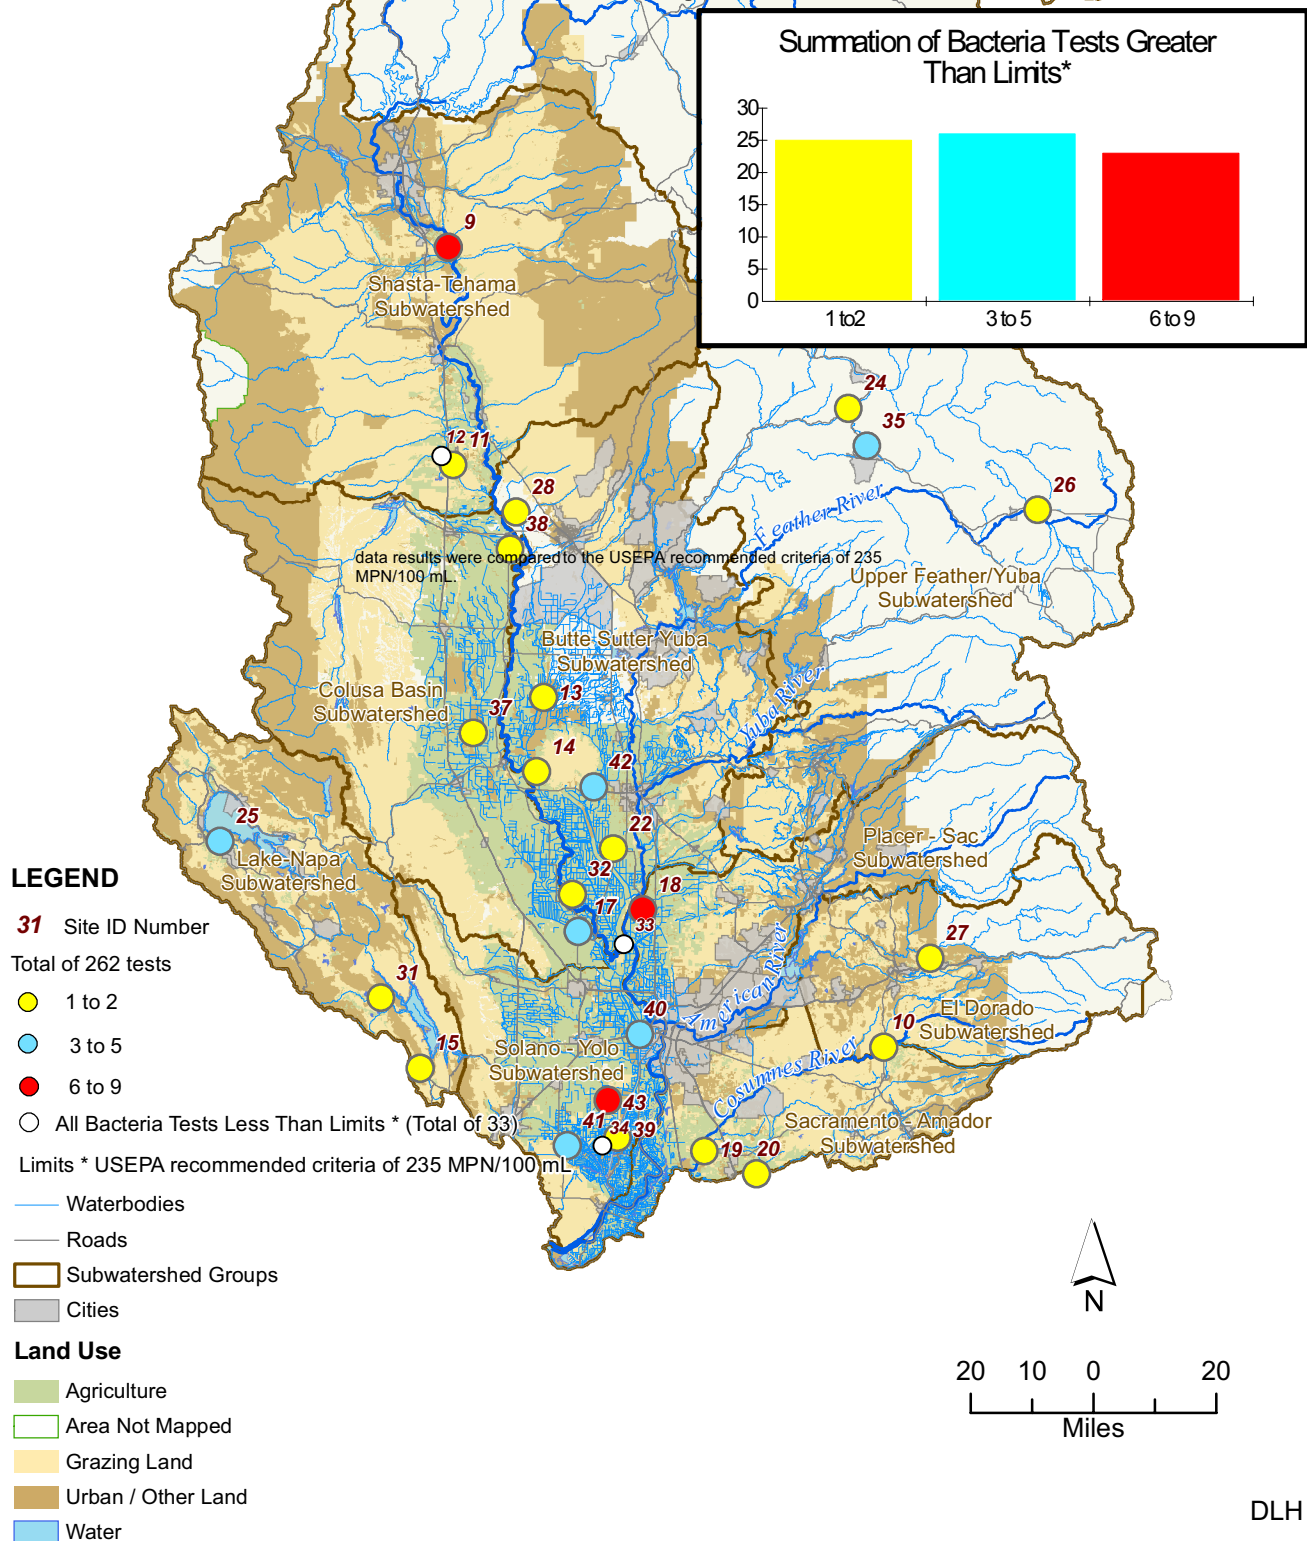 Summation of Bacteria Tests Greater
Than Limits*
30
25
20
15
10
5
0
1 to2
3 to 5
6 to 9
9
Shasta-Tehama
Subwatershed
24
35
12
11
26
28
38
Feather River
data results were compared to the USEPA recommended criteria of 235
MPN/100 mL.
Upper Feather/Yuba
Subwatershed
Butte Sutter Yuba
Subwatershed
Colusa Basin
Subwatershed
13
37
Yuba River
14
42
25
22
Lake-Napa
Subwatershed
Placer - Sac
Subwatershed
32
18
17
33
27
31
American River
40
El Dorado
Subwatershed
10
15
Solano - Yolo
Subwatershed
Cosumnes River
43
41
34
39
Sacramento - Amador
Subwatershed
19
20
LEGEND
31 Site ID Number
Total of 262 tests
1 to 2
3 to 5
6 to 9
All Bacteria Tests Less Than Limits * (Total of 33)
Limits * USEPA recommended criteria of 235 MPN/100 mL
Waterbodies
Roads
Subwatershed Groups
Cities
Land Use
Agriculture
Area Not Mapped
Grazing Land
Urban / Other Land
Water
N
20 10 0 20
Miles
DLH